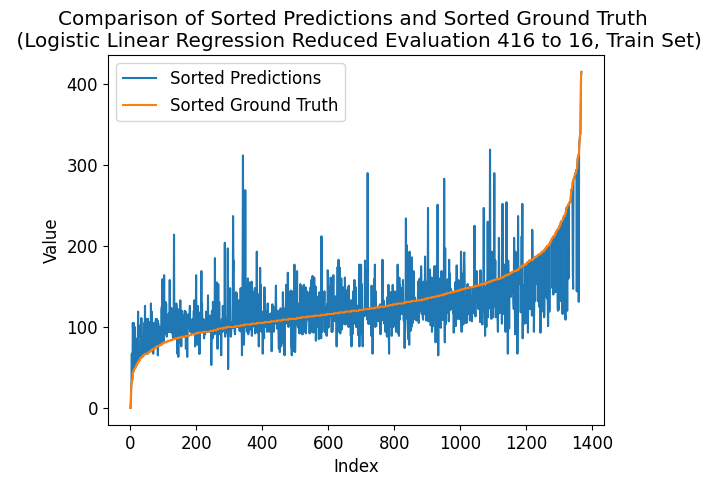 Comparison of Sorted Predictions and Sorted Ground Truth
(Logistic Linear Regression Reduced Evaluation 416 to 16, Train Set)
Sorted Predictions
Sorted Ground Truth
Value
400
300
200
100
0
0 200 400 600 800 1000 1200 1400
Index